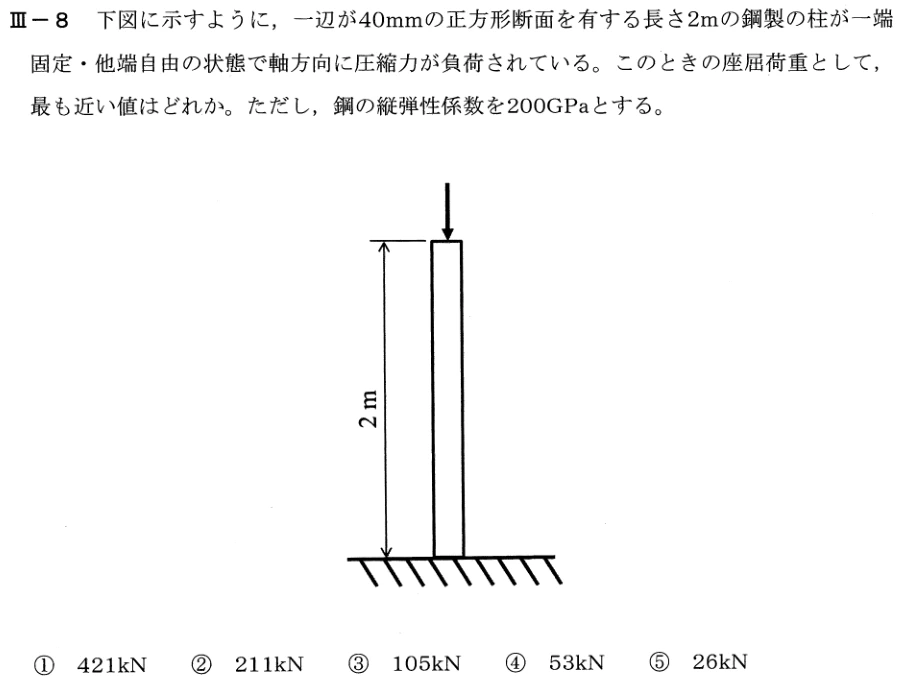 Ⅲ－8　下図に示すように，一辺が40mmの正方形断面を有する長さ2mの鋼製の柱が一端
固定・他端自由の状態で軸方向に圧縮力が負荷されている。このときの座屈荷重として，
最も近い値はどれか。ただし，鋼の縦弾性係数を200GPaとする。
2 m
①　421kN　②　211kN　③　105kN　④　53kN　⑤　26kN